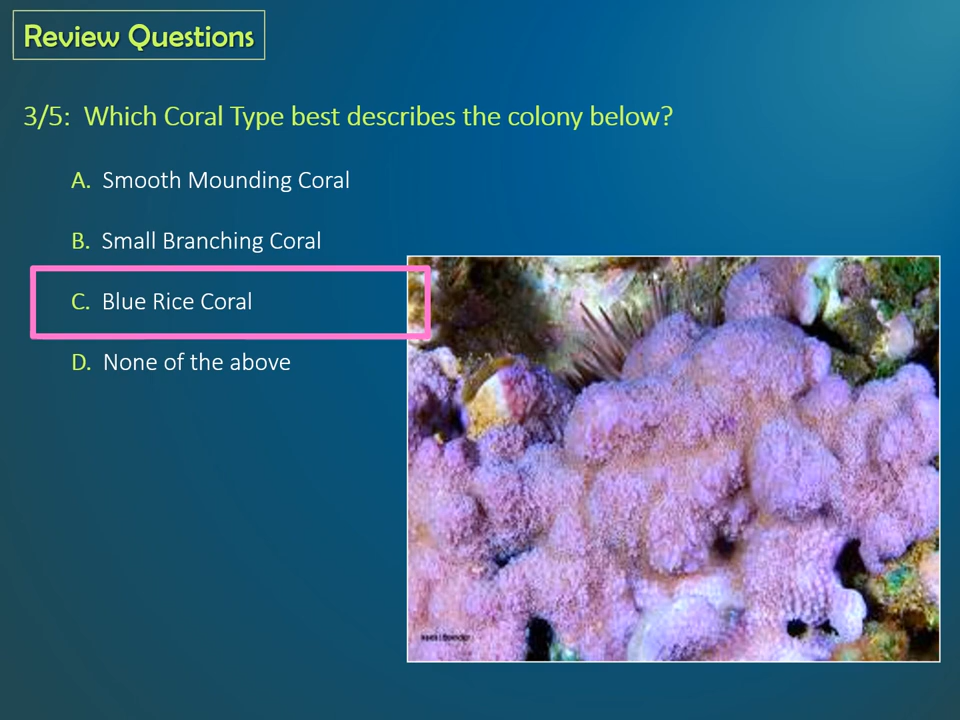 Review Questions
3/5: Which Coral Type best describes the colony below?
A. Smooth Mounding Coral
B. Small Branching Coral
C. Blue Rice Coral
D. None of the above